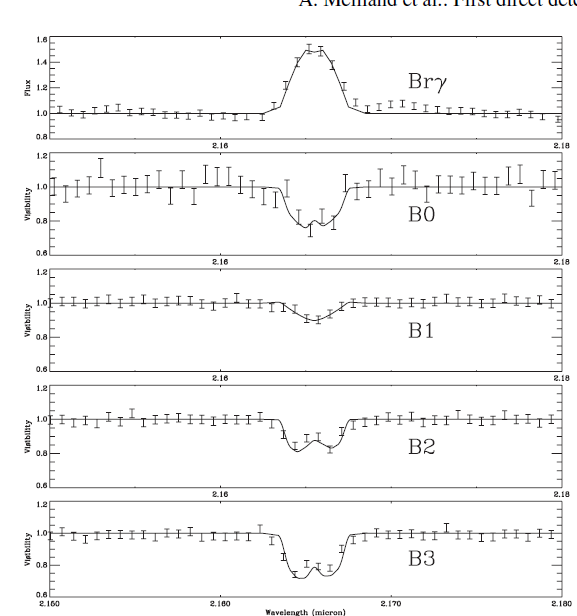 A. Meilland et al.: First direct dete
1.6
1.4
1.2
1.0
0.8
Flux
Brγ
2.16
2.18
1.2
1.0
0.8
0.6
Visibility
B0
2.16
2.18
1.2
1.0
0.8
0.6
Visibility
B1
2.16
2.18
1.2
1.0
0.8
0.6
Visibility
B2
2.16
2.18
1.2
1.0
0.8
0.6
Visibility
B3
2.160 2.160 2.170 2.180
Wavelength (micron)